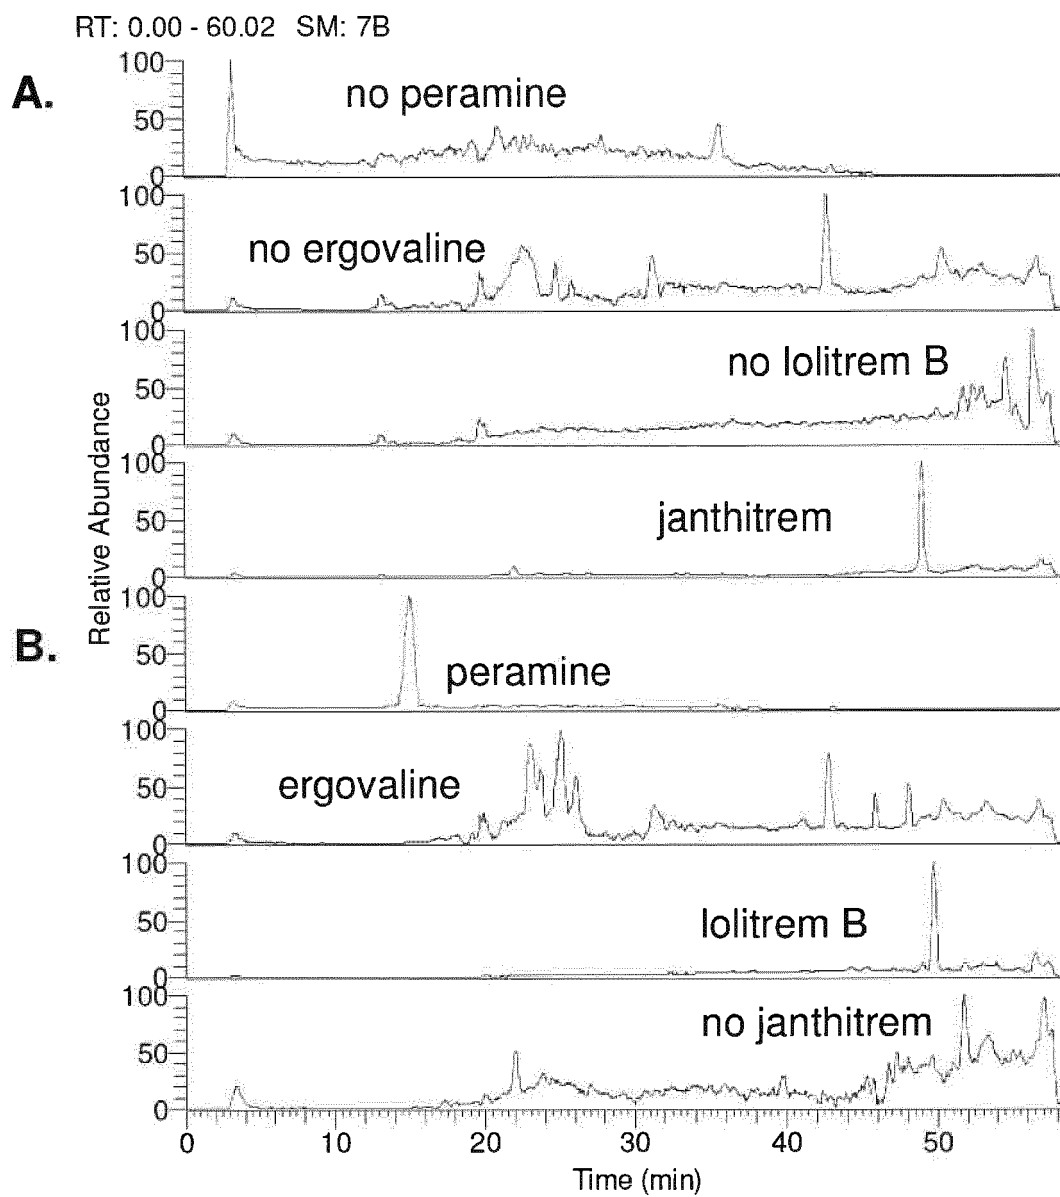 RT: 0.00 - 60.02 SM: 7B
A.
100
no peramine
50
0
100
no ergovaline
50
0
100
no lolitrem B
50
0
Relative Abundance
100
janthitrem
50
0
B.
100
peramine
50
0
100
ergovaline
50
0
100
lolitrem B
50
0
100
no janthitrem
50
0
0 10 20 30 40 50
Time (min)